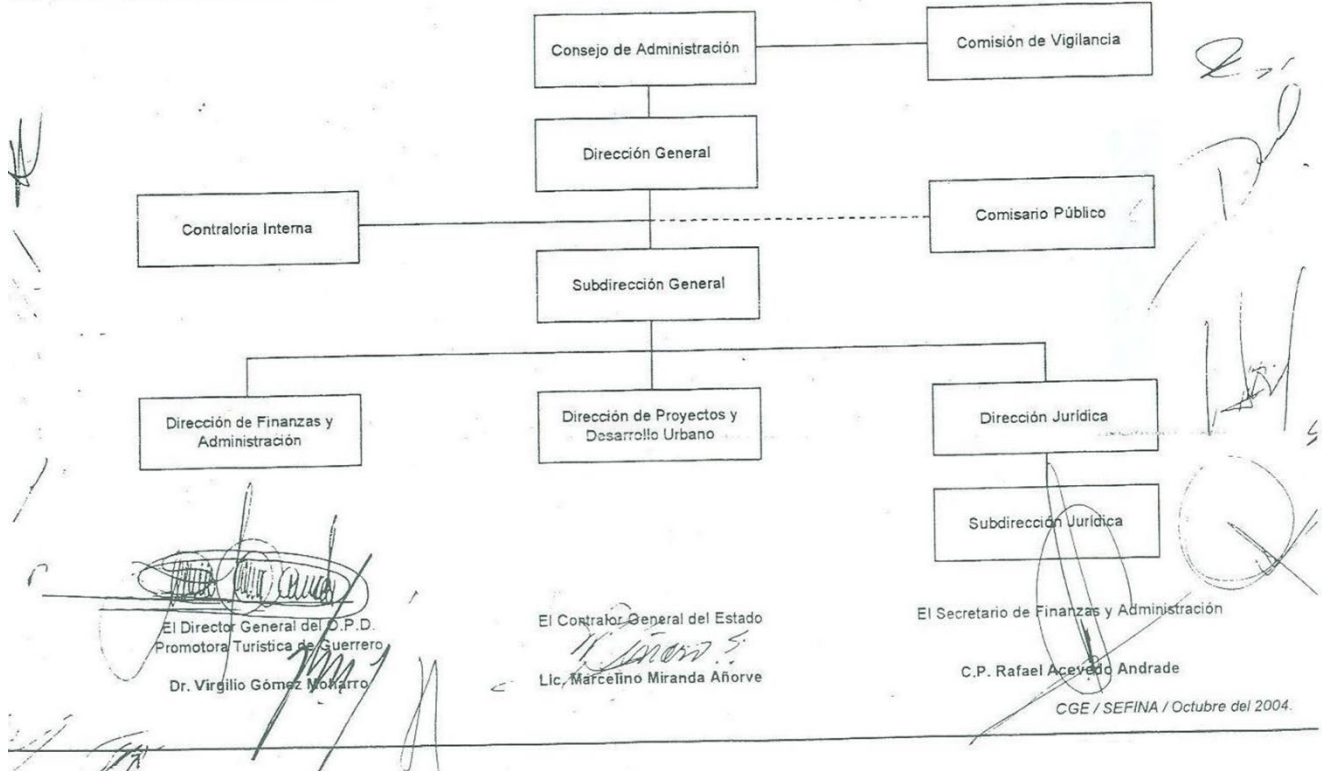 Consejo de Administración
Comisión de Vigilancia
Dirección General
Contraloría Interna
Comisario Público
Subdirección General
Dirección de Finanzas y
Administración
Dirección de Proyectos y
Desarrollo Urbano
Dirección Jurídica
Subdirección Jurídica
El Director General del O.P.D.
Promotora Turística de Guerrero
Dr. Virgilio Gómez Moharro
El Contralor General del Estado
Lic. Marcelino Miranda Añorve
El Secretario de Finanzas y Administración
C.P. Rafael Acevedo Andrade
CGE / SEFINA / Octubre del 2004.